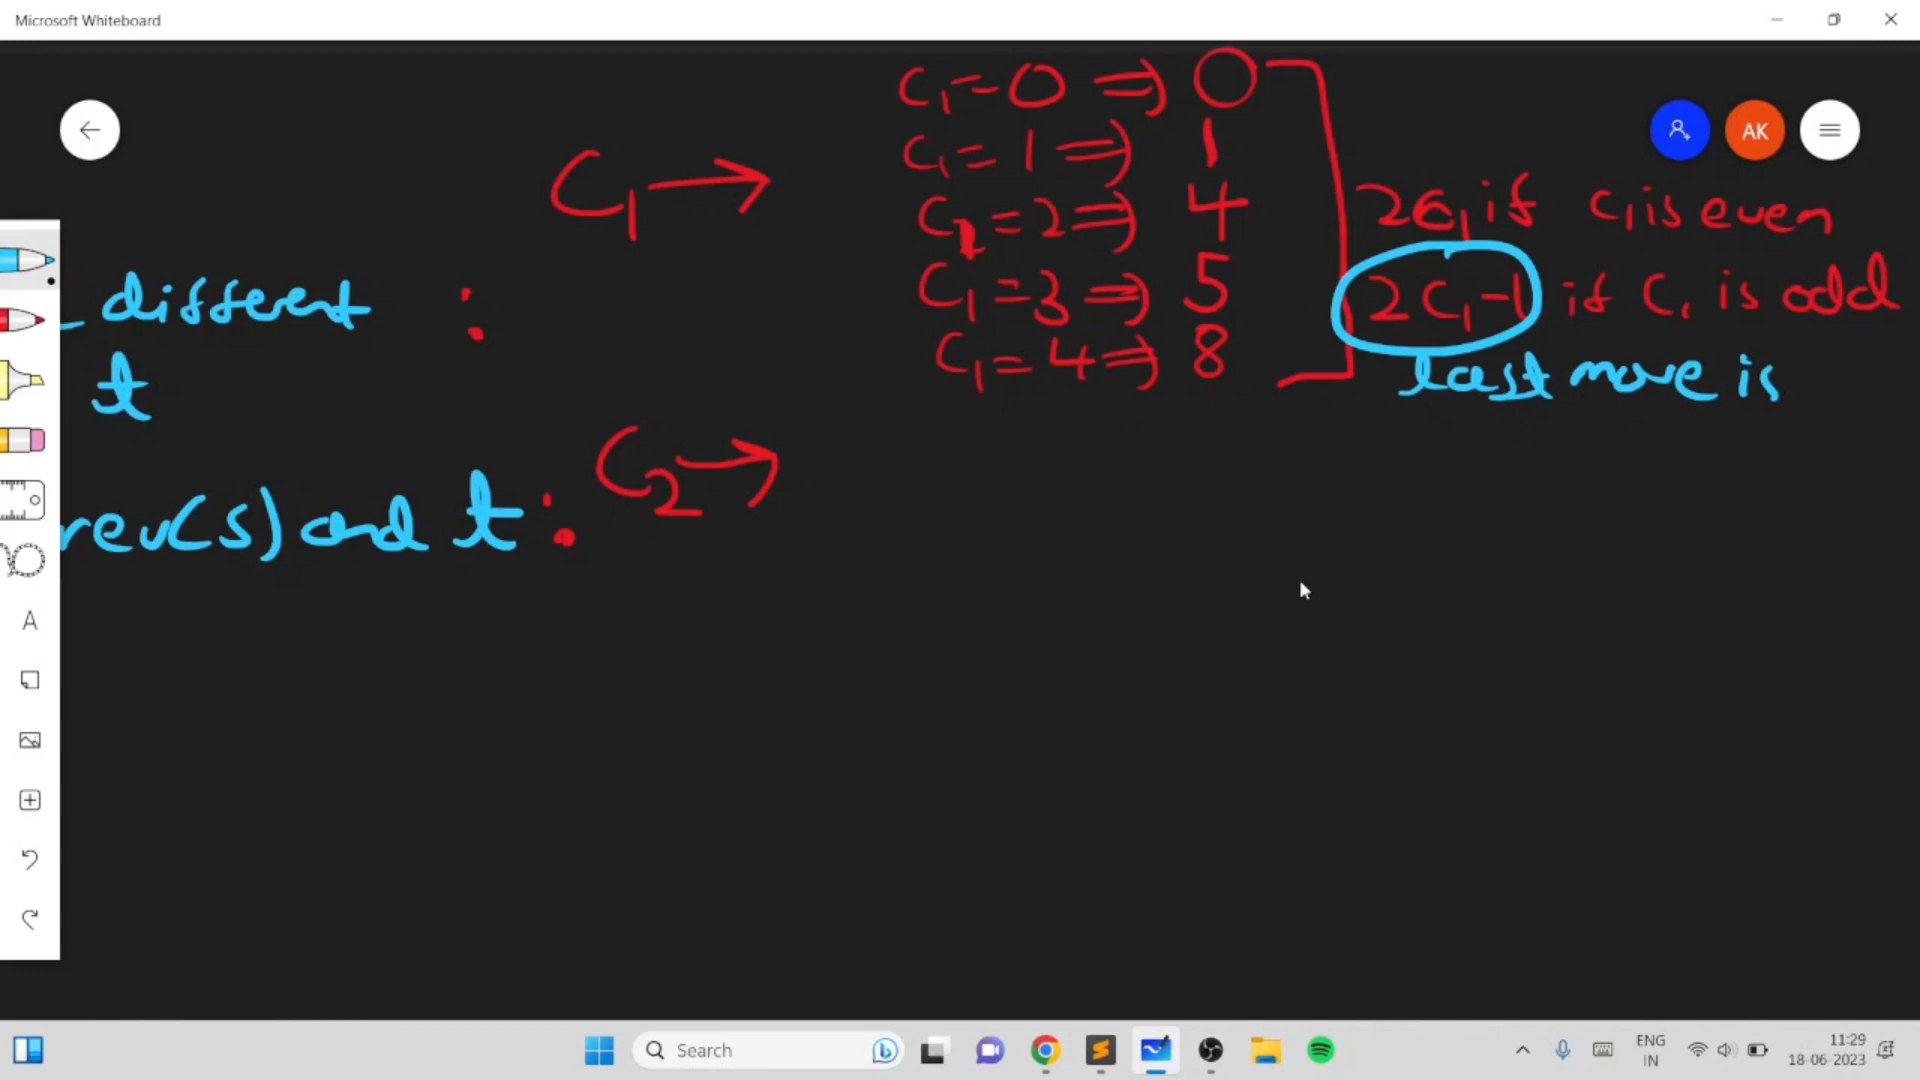 Microsoft Whiteboard
C₁ = 0 ⇒ 0
C₁ = 1 ⇒ 1
C₁ = 2 ⇒ 4
C₁ = 3 ⇒ 5
C₁ = 4 ⇒ 8
2C₁ if C₁ is even
2C₁-1 if C₁ is odd
last move is
AK
C₁ →
different :
t
C₂ →
rev(s) and t :
A
Search
ENG
IN
11:29
18-06-2023